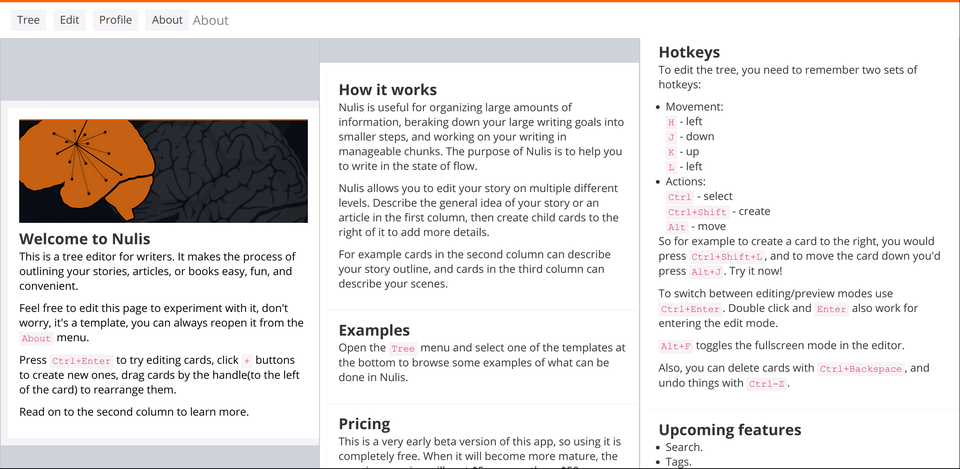 Tree Edit Profile About About
Welcome to Nulis
This is a tree editor for writers. It makes the process of
outlining your stories, articles, or books easy, fun, and
convenient.
Feel free to edit this page to experiment with it, don't
worry, it's a template, you can always reopen it from the
About menu.
Press Ctrl+Enter to try editing cards, click + buttons
to create new ones, drag cards by the handle(to the left
of the card) to rearrange them.
Read on to the second column to learn more.
How it works
Nulis is useful for organizing large amounts of
information, beraking down your large writing goals into
smaller steps, and working on your writing in
manageable chunks. The purpose of Nulis is to help you
to write in the state of flow.
Nulis allows you to edit your story on multiple different
levels. Describe the general idea of your story or an
article in the first column, then create child cards to the
right of it to add more details.
For example cards in the second column can describe
your story outline, and cards in the third column can
describe your scenes.
Examples
Open the Tree menu and select one of the templates at
the bottom to browse some examples of what can be
done in Nulis.
Pricing
This is a very early beta version of this app, so using it is
completely free. When it will become more mature, the
Hotkeys
To edit the tree, you need to remember two sets of
hotkeys:
• Movement:
H - left
J - down
K - up
L - left
• Actions:
Ctrl - select
Ctrl+Shift - create
Alt - move
So for example to create a card to the right, you would
press Ctrl+Shift+L, and to move the card down you'd
press Alt+J. Try it now!
To switch between editing/preview modes use
Ctrl+Enter. Double click and Enter also work for
entering the edit mode.
Alt+F toggles the fullscreen mode in the editor.
Also, you can delete cards with Ctrl+Backspace, and
undo things with Ctrl-Z.
Upcoming features
• Search.
• Tags.